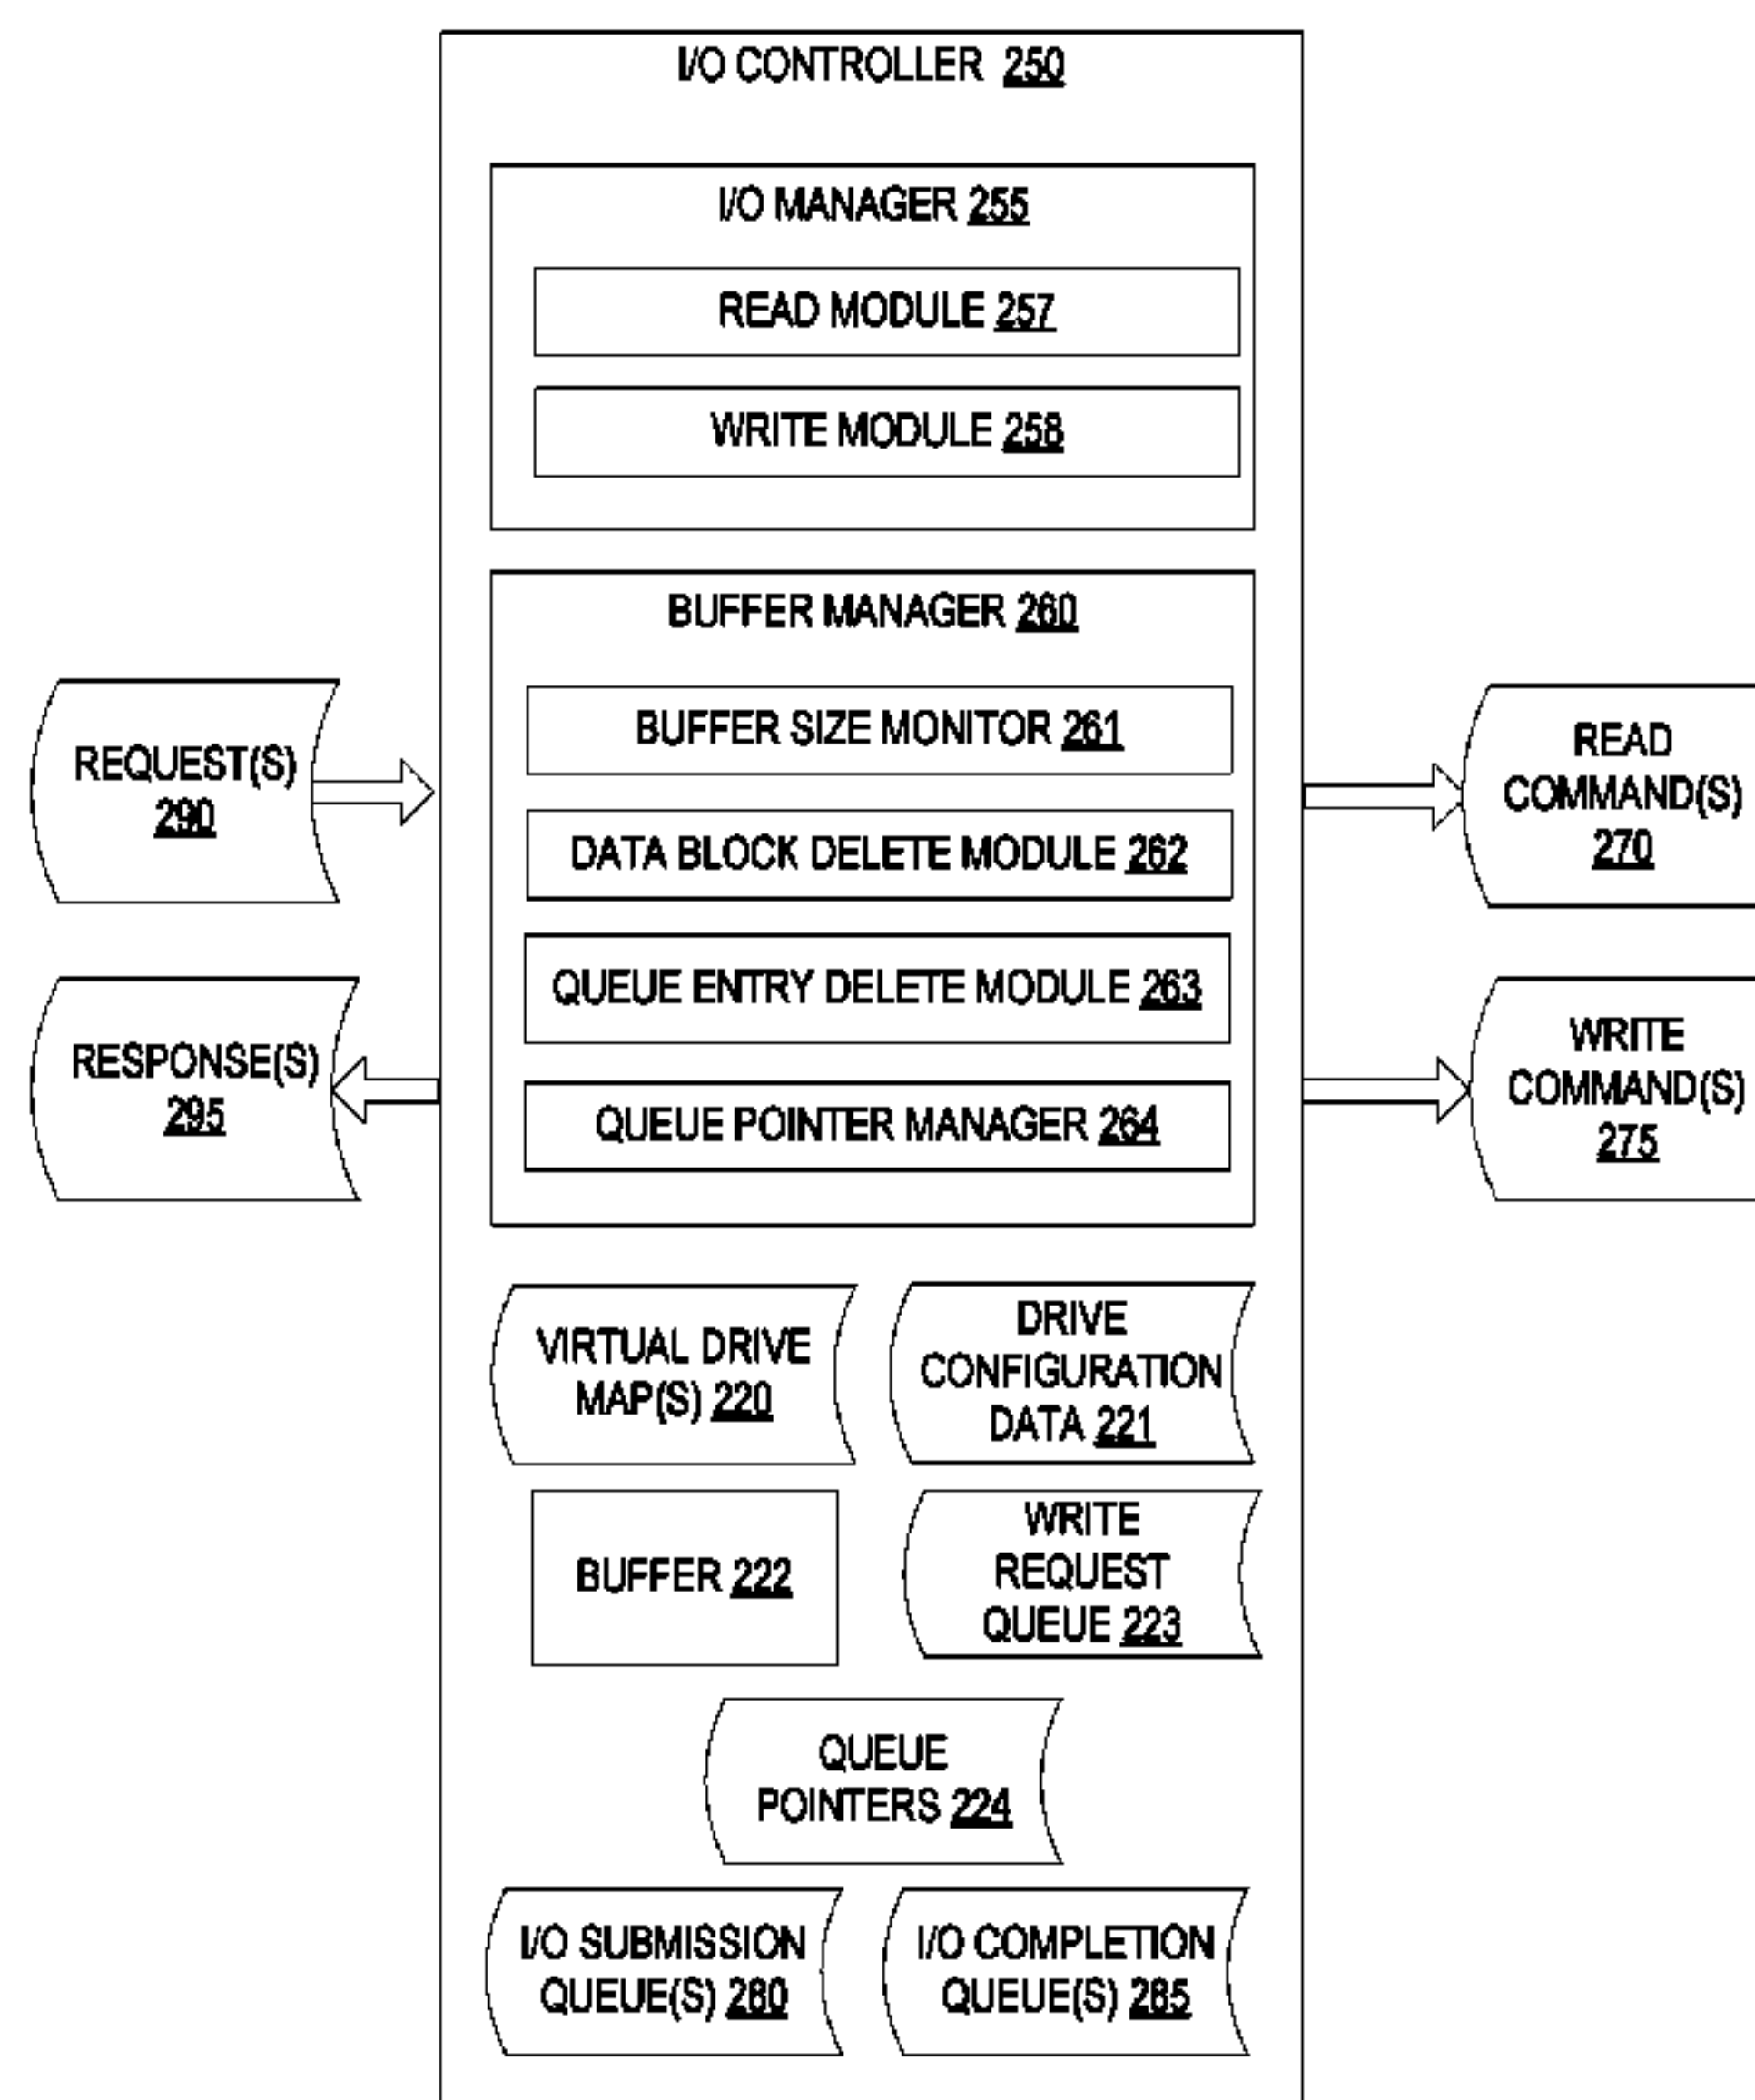 I/O CONTROLLER 250
I/O MANAGER 255
READ MODULE 257
WRITE MODULE 258
BUFFER MANAGER 260
BUFFER SIZE MONITOR 261
DATA BLOCK DELETE MODULE 262
QUEUE ENTRY DELETE MODULE 263
QUEUE POINTER MANAGER 264
REQUEST(S)
290
RESPONSE(S)
295
READ
COMMAND(S)
270
WRITE
COMMAND(S)
275
VIRTUAL DRIVE
MAP(S) 220
DRIVE
CONFIGURATION
DATA 221
BUFFER 222
WRITE
REQUEST
QUEUE 223
QUEUE
POINTERS 224
I/O SUBMISSION
QUEUE(S) 280
I/O COMPLETION
QUEUE(S) 285